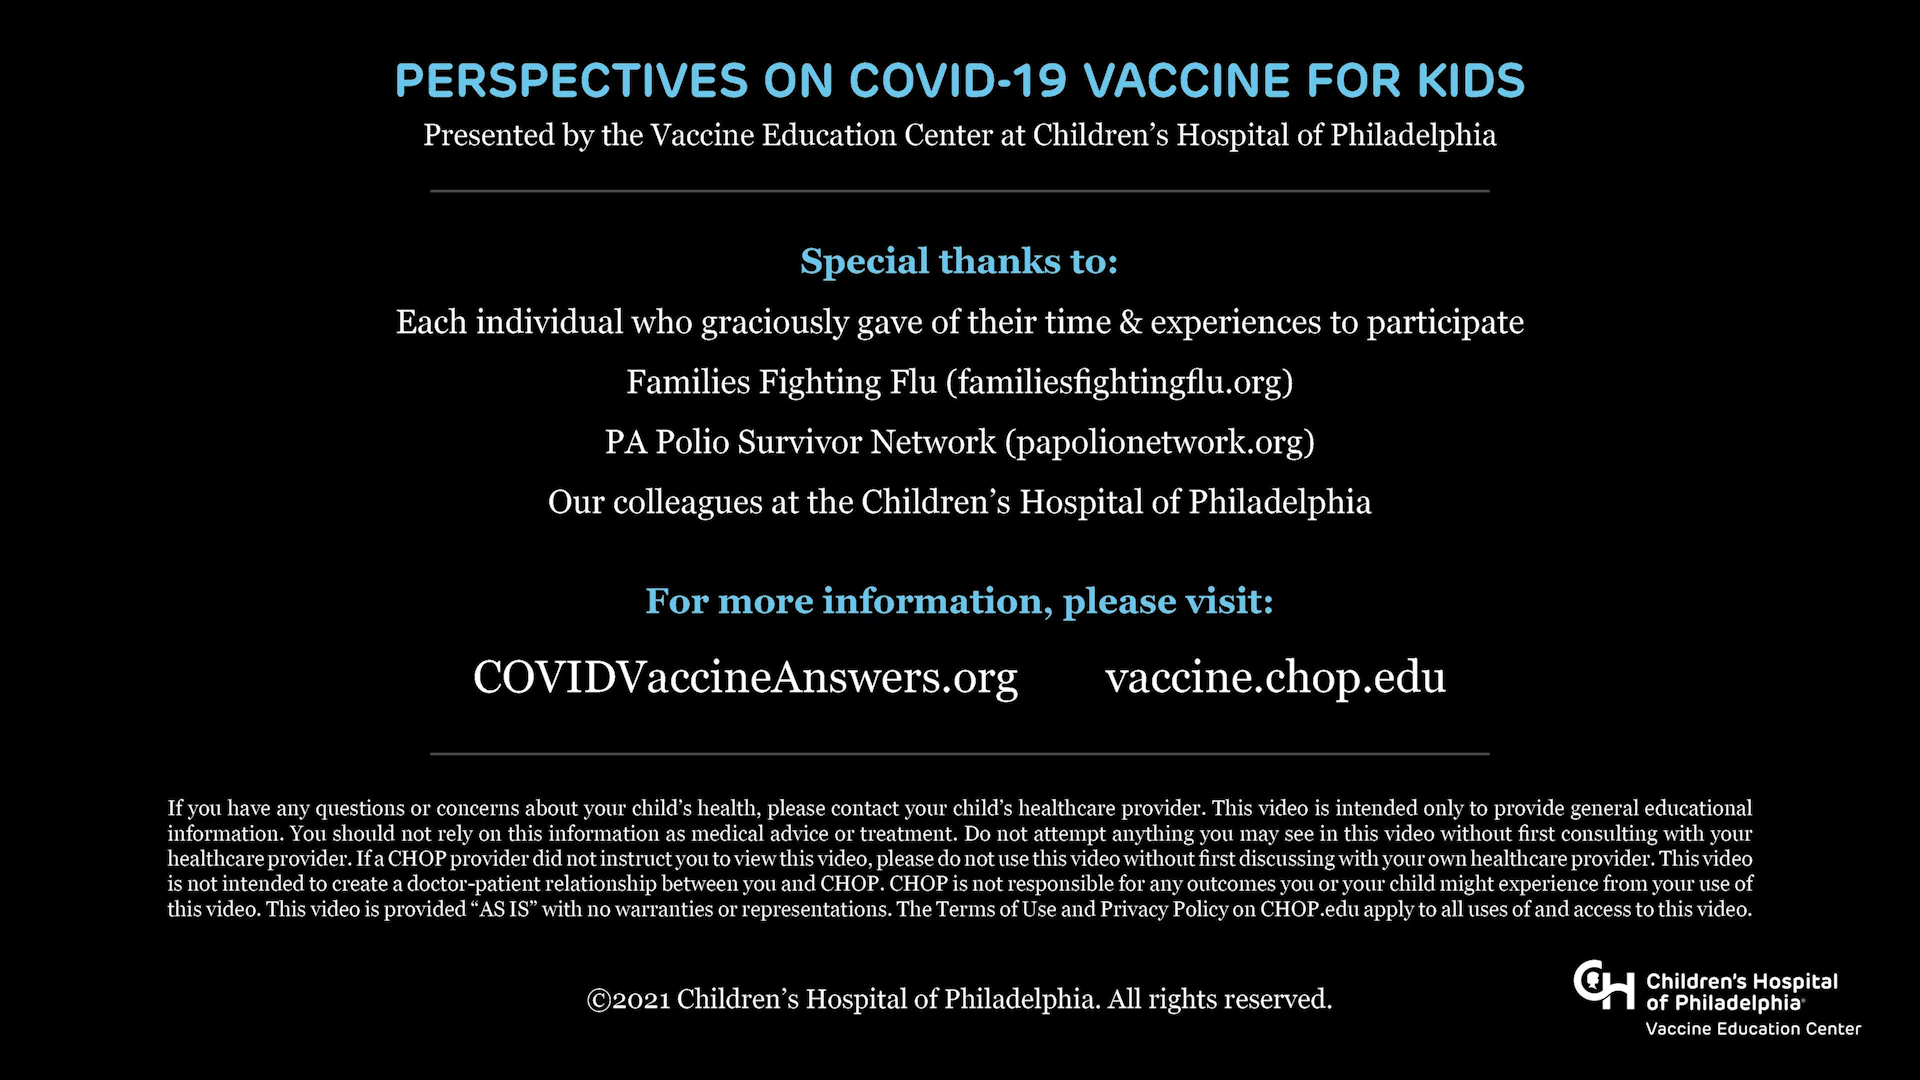 PERSPECTIVES ON COVID-19 VACCINE FOR KIDS
Presented by the Vaccine Education Center at Children’s Hospital of Philadelphia
Special thanks to:
Each individual who graciously gave of their time & experiences to participate
Families Fighting Flu (familiesfightingflu.org)
PA Polio Survivor Network (papolionetwork.org)
Our colleagues at the Children’s Hospital of Philadelphia
For more information, please visit:
COVIDVaccineAnswers.org vaccine.chop.edu
If you have any questions or concerns about your child’s health, please contact your child’s healthcare provider. This video is intended only to provide general educational
information. You should not rely on this information as medical advice or treatment. Do not attempt anything you may see in this video without first consulting with your
healthcare provider. If a CHOP provider did not instruct you to view this video, please do not use this video without first discussing with your own healthcare provider. This video
is not intended to create a doctor-patient relationship between you and CHOP. CHOP is not responsible for any outcomes you or your child might experience from your use of
this video. This video is provided “AS IS” with no warranties or representations. The Terms of Use and Privacy Policy on CHOP.edu apply to all uses of and access to this video.
©2021 Children’s Hospital of Philadelphia. All rights reserved.
CH Children’s Hospital
of Philadelphia®
Vaccine Education Center